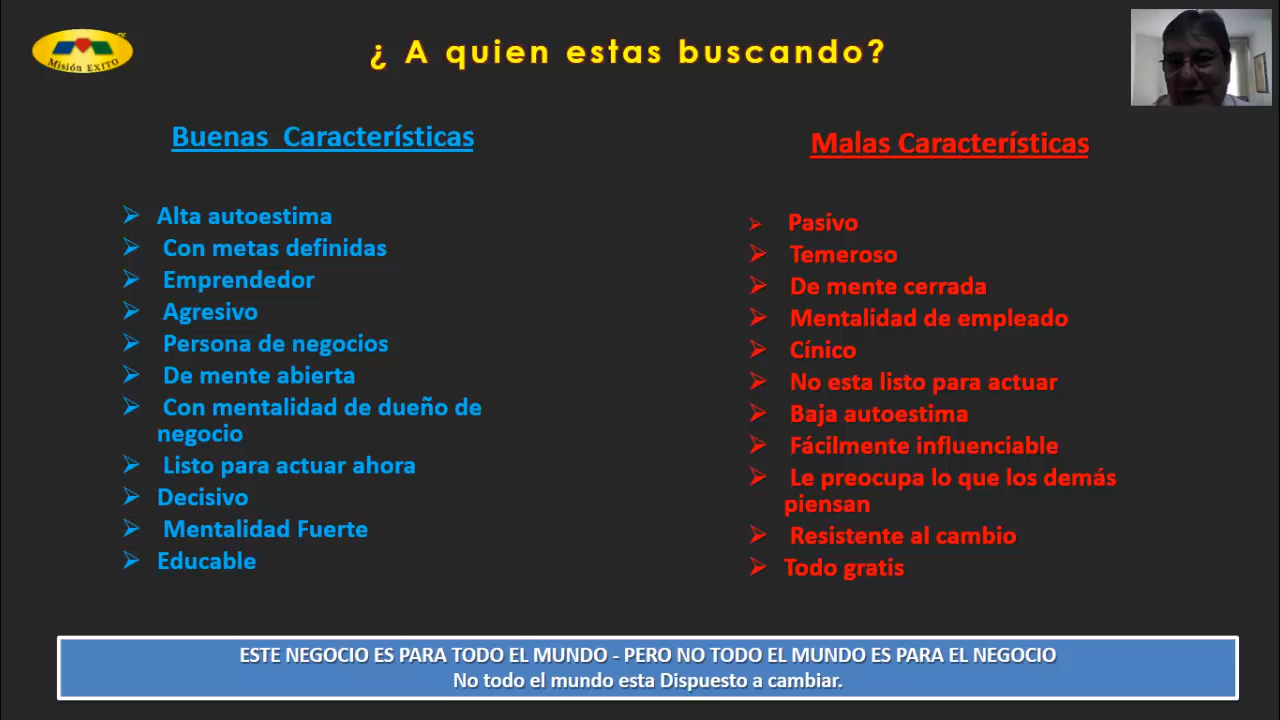 Misión EXITO
¿ A quien estas buscando?
Buenas Características
Alta autoestima
Con metas definidas
Emprendedor
Agresivo
Persona de negocios
De mente abierta
Con mentalidad de dueño de
negocio
Listo para actuar ahora
Decisivo
Mentalidad Fuerte
Educable
Malas Características
Pasivo
Temeroso
De mente cerrada
Mentalidad de empleado
Cínico
No esta listo para actuar
Baja autoestima
Fácilmente influenciable
Le preocupa lo que los demás
piensan
Resistente al cambio
Todo gratis
ESTE NEGOCIO ES PARA TODO EL MUNDO - PERO NO TODO EL MUNDO ES PARA EL NEGOCIO
No todo el mundo esta Dispuesto a cambiar.